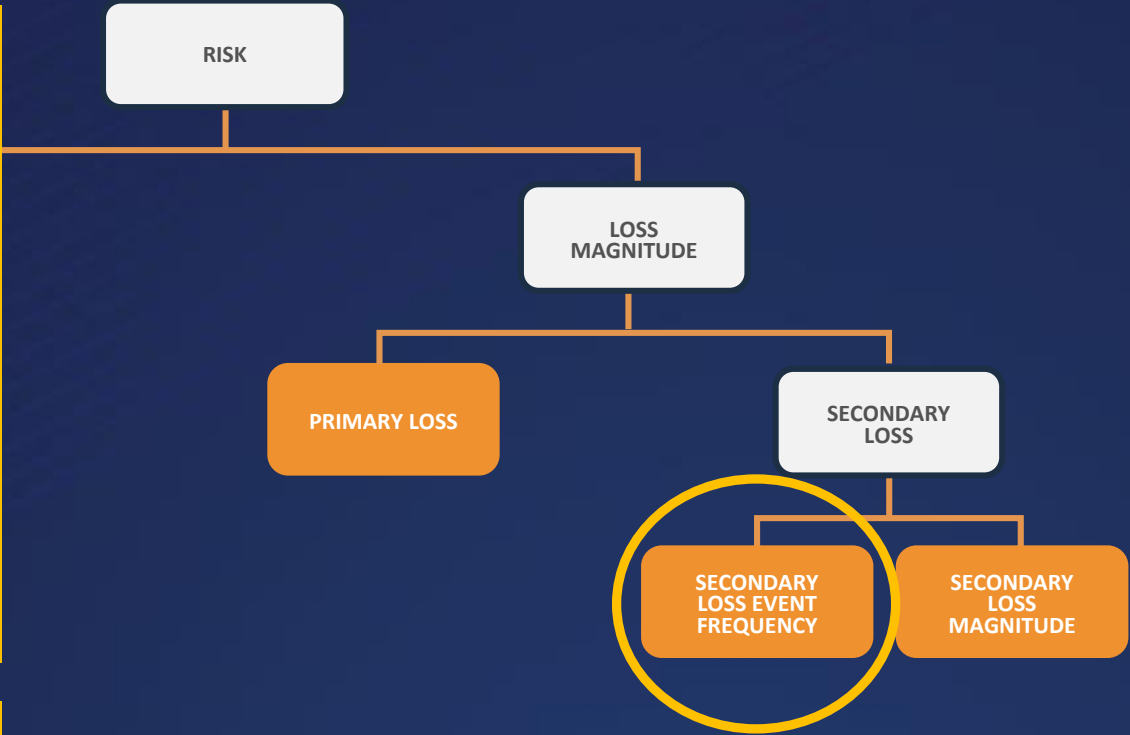 RISK
LOSS
MAGNITUDE
PRIMARY LOSS
SECONDARY
LOSS
SECONDARY
LOSS EVENT
FREQUENCY
SECONDARY
LOSS
MAGNITUDE